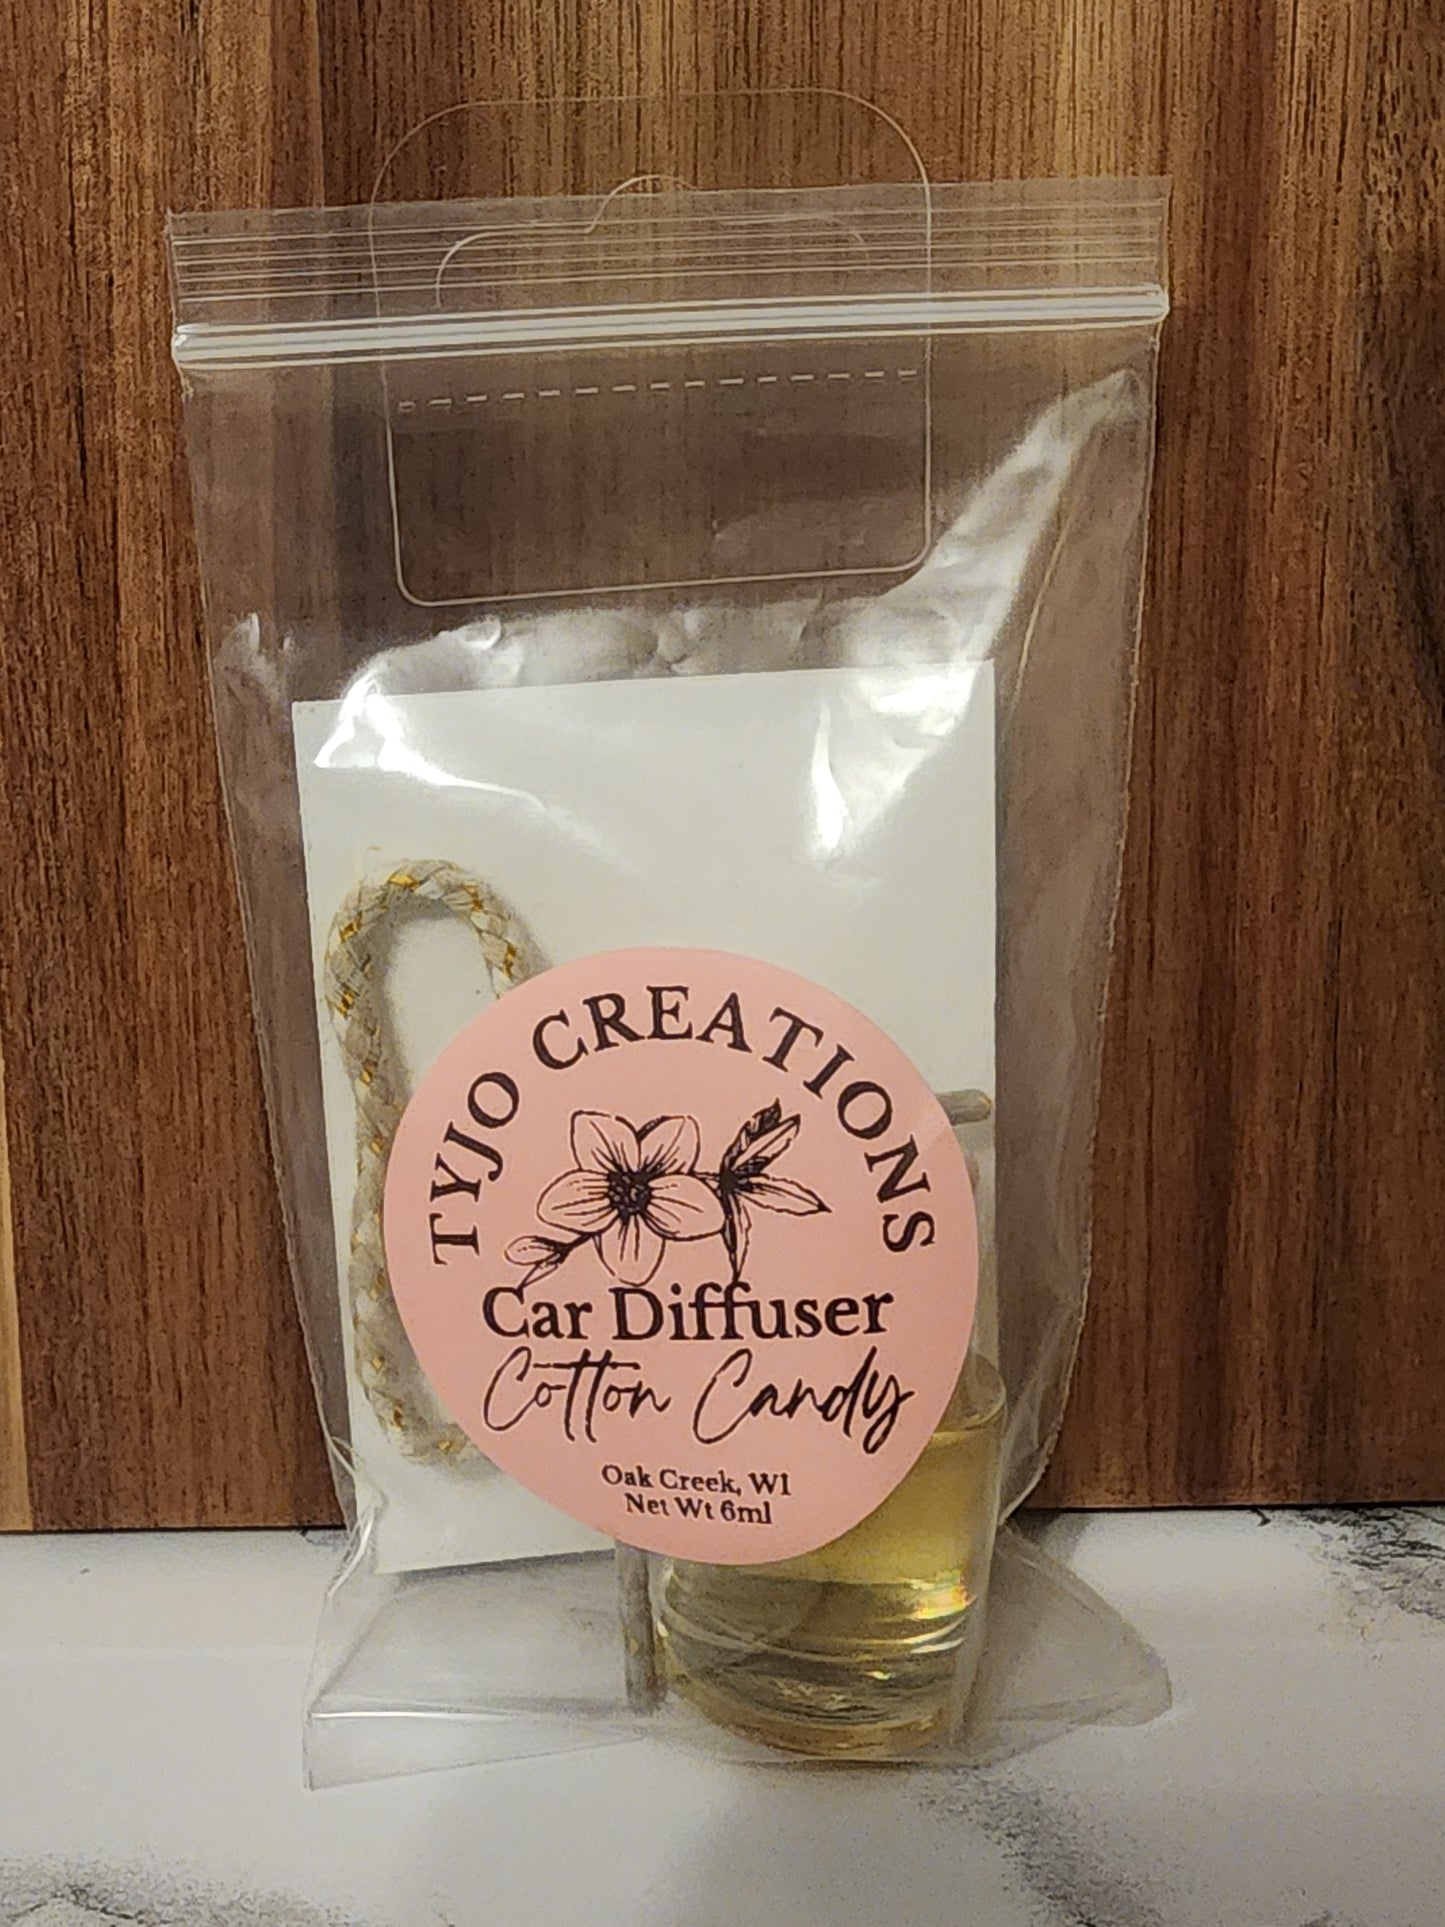 TYJO CREATIONS
Car Diffuser
Cotton Candy
Oak Creek, WI
Net Wt 6ml